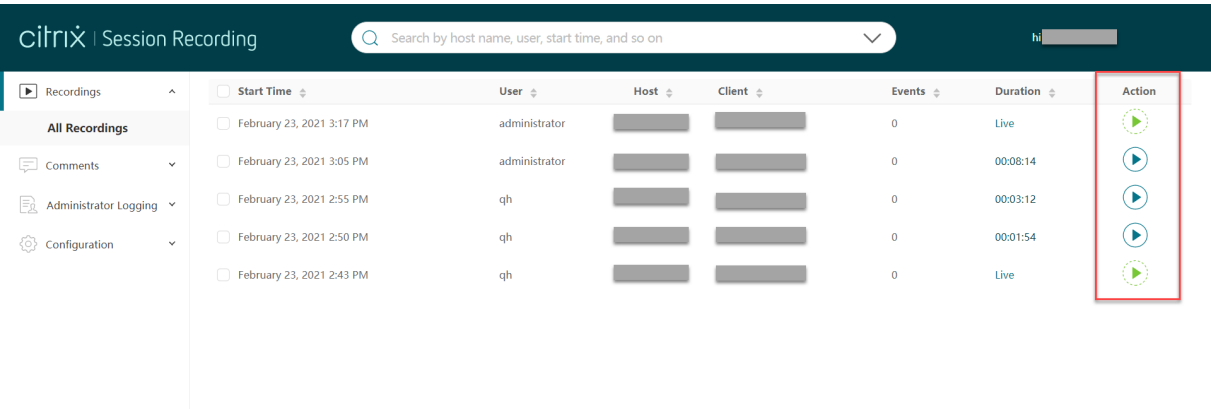 citrix | Session Recording
Search by host name, user, start time, and so on
hi
Recordings
All Recordings
Comments
Administrator Logging
Configuration
Start Time User Host Client Events Duration Action
February 23, 2021 3:17 PM administrator 0 Live
February 23, 2021 3:05 PM administrator 0 00:08:14
February 23, 2021 2:55 PM qh 0 00:03:12
February 23, 2021 2:50 PM qh 0 00:01:54
February 23, 2021 2:43 PM qh 0 Live